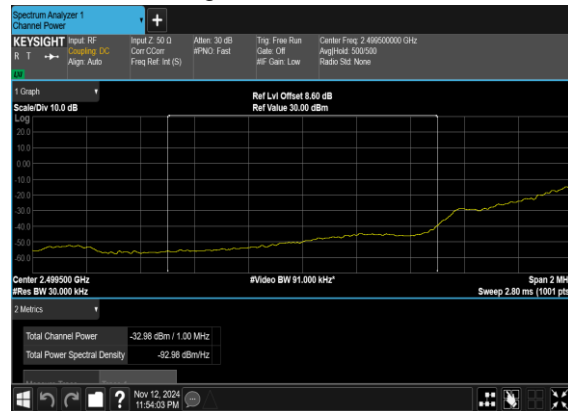 Spectrum Analyzer 1
Channel Power
+
KEYSIGHT Input: RF Input Z: 50 Ω Atten: 30 dB Trig: Free Run Center Freq: 2.499500000 GHz
R T Coupling: DC Corr CCorr #PNO: Fast Gate: Off Avg|Hold: 500/500
Align: Auto Freq Ref: Int (S) #IF Gain: Low Radio Std: None
1 Graph Ref Lvl Offset 8.60 dB
Scale/Div 10.0 dB Ref Value 30.00 dBm
Log
20.0
10.0
0.00
-10.0
-20.0
-30.0
-40.0
-50.0
-60.0
Center 2.499500 GHz #Video BW 91.000 kHz* Span 2 MH
#Res BW 30.000 kHz Sweep 2.80 ms (1001 pts
2 Metrics
Total Channel Power -32.98 dBm / 1.00 MHz
Total Power Spectral Density -92.98 dBm/Hz
? Nov 12, 2024
11:54:03 PM